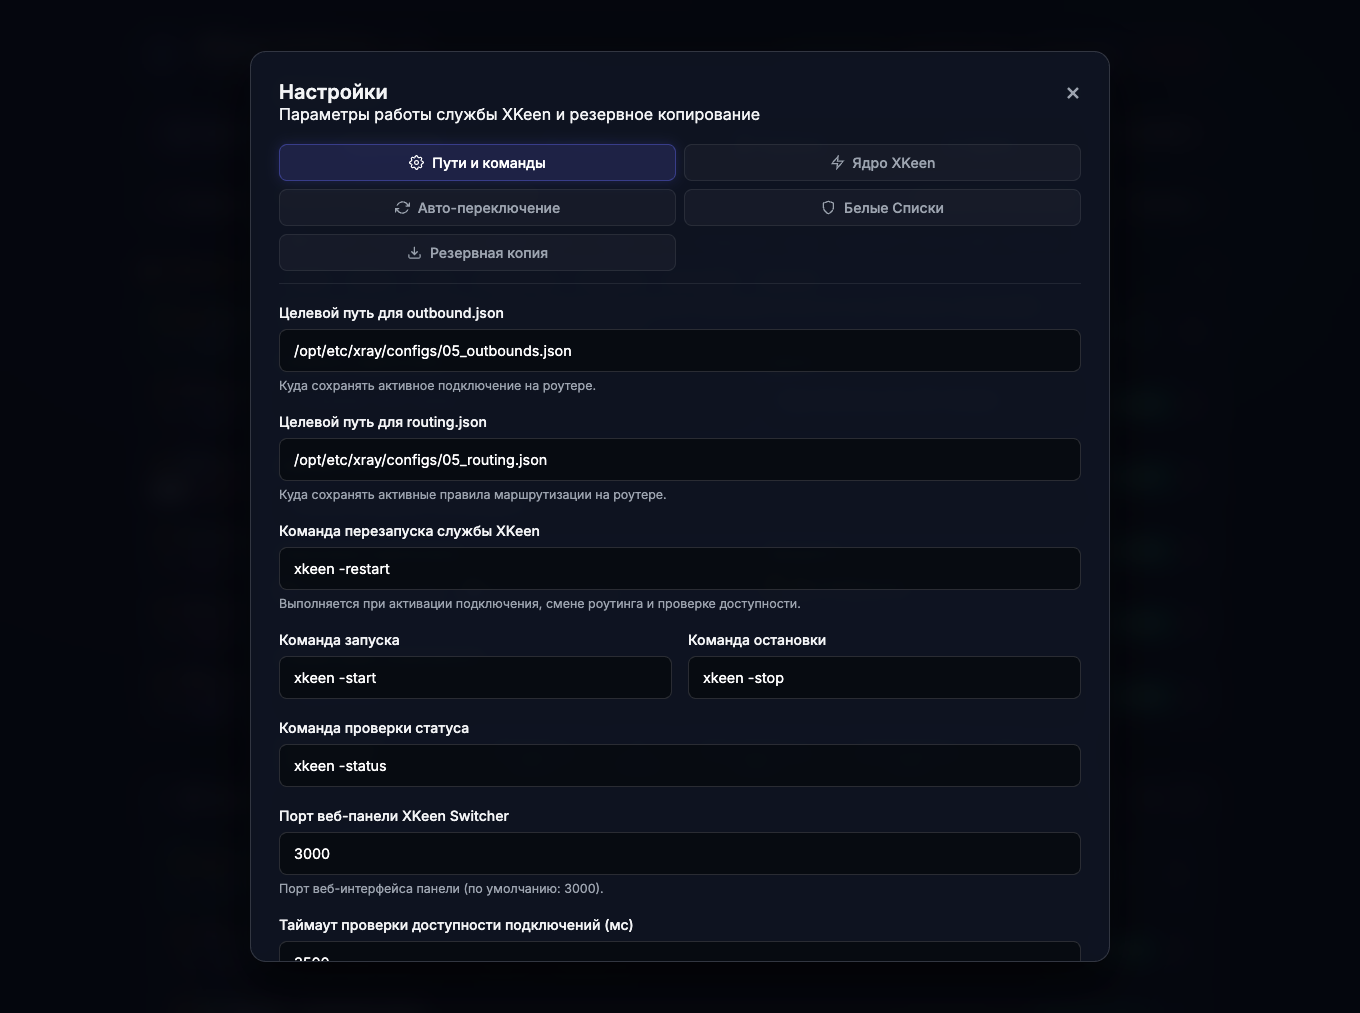 Настройки
Параметры работы службы XKeen и резервное копирование
Пути и команды
Ядро XKeen
Авто-переключение
Белые Списки
Резервная копия
Целевой путь для outbound.json
/opt/etc/xray/configs/05_outbounds.json
Куда сохранять активное подключение на роутере.
Целевой путь для routing.json
/opt/etc/xray/configs/05_routing.json
Куда сохранять активные правила маршрутизации на роутере.
Команда перезапуска службы XKeen
xkeen -restart
Выполняется при активации подключения, смене роутинга и проверке доступности.
Команда запуска
Команда остановки
xkeen -start
xkeen -stop
Команда проверки статуса
xkeen -status
Порт веб-панели XKeen Switcher
3000
Порт веб-интерфейса панели (по умолчанию: 3000).
Таймаут проверки доступности подключений (мс)